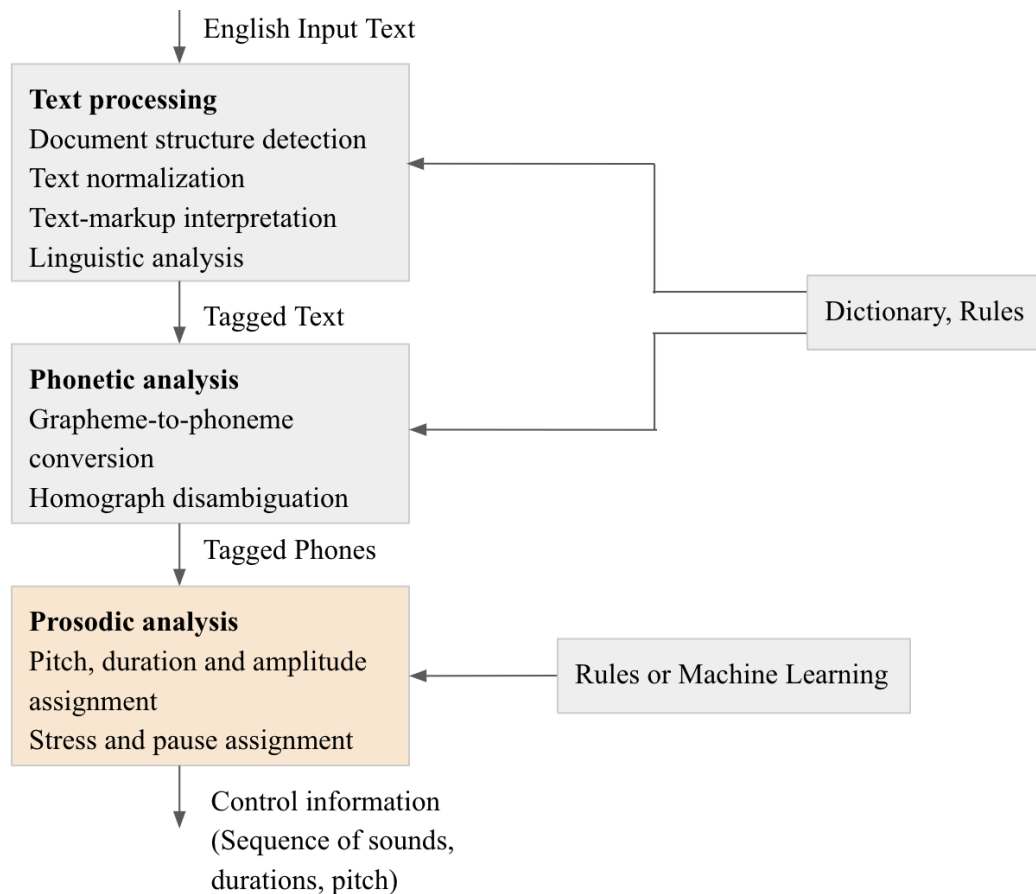 English Input Text
Text processing
Document structure detection
Text normalization
Text-markup interpretation
Linguistic analysis
Dictionary, Rules
Tagged Text
Phonetic analysis
Grapheme-to-phoneme
conversion
Homograph disambiguation
Tagged Phones
Prosodic analysis
Pitch, duration and amplitude
assignment
Stress and pause assignment
Rules or Machine Learning
Control information
(Sequence of sounds,
durations, pitch)